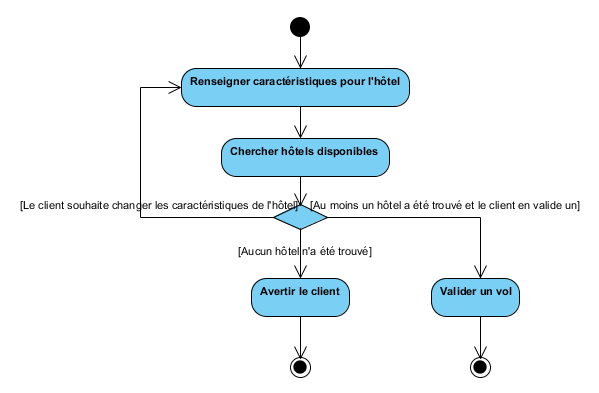 Renseigner caractéristiques pour l'hôtel
Chercher hôtels disponibles
[Le client souhaite changer les caractéristiques de l'hôtel]
[Au moins un hôtel a été trouvé et le client en valide un]
[Aucun hôtel n'a été trouvé]
Avertir le client
Valider un vol